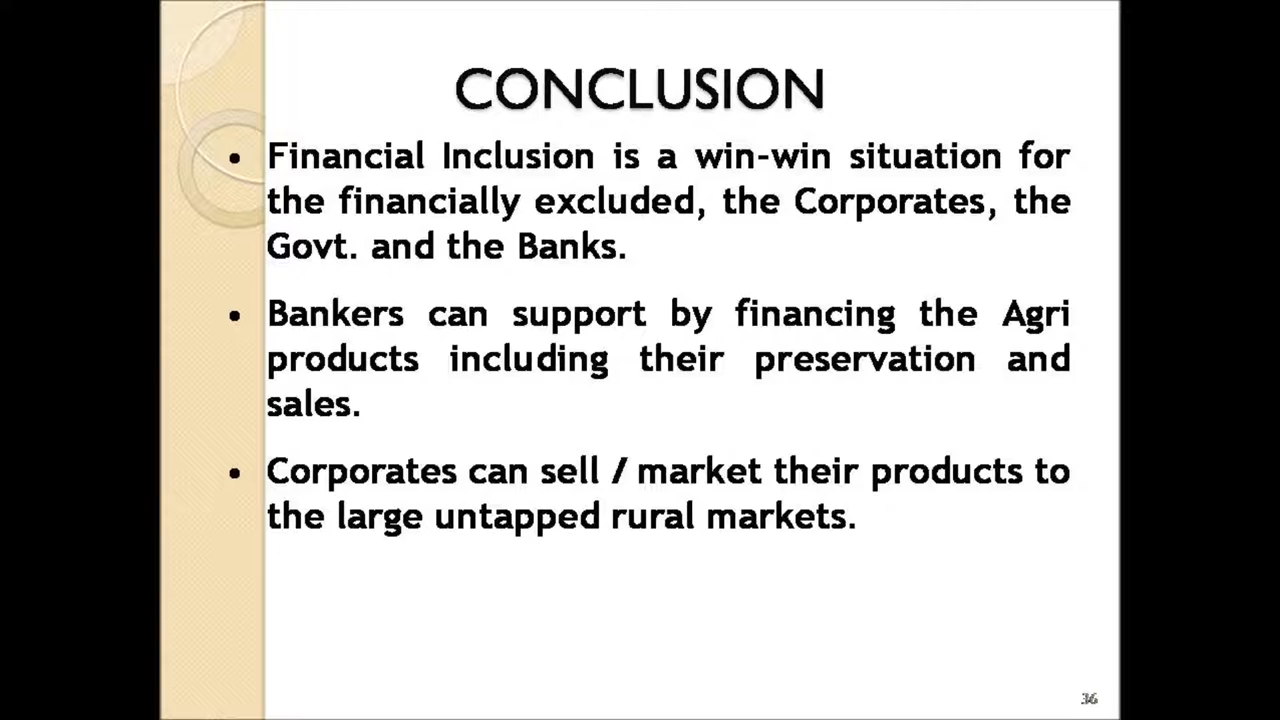 CONCLUSION
• Financial Inclusion is a win-win situation for
the financially excluded, the Corporates, the
Govt. and the Banks.
• Bankers can support by financing the Agri
products including their preservation and
sales.
• Corporates can sell / market their products to
the large untapped rural markets.
36